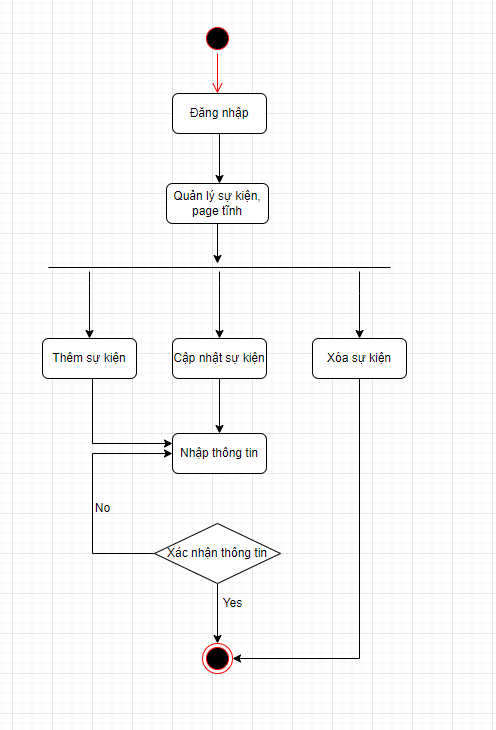 Đăng nhập
Quản lý sự kiện,
page tĩnh
Thêm sự kiện
Cập nhật sự kiện
Xóa sự kiện
Nhập thông tin
No
Xác nhận thông tin
Yes